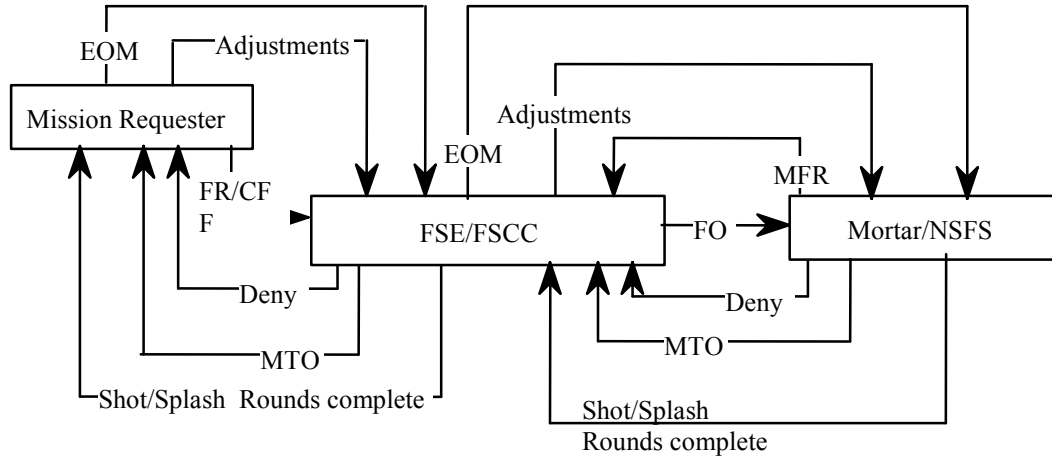 EOM
Adjustments
Mission Requester
Adjustments
EOM
MFR
FR/CF
F
FSE/FSCC
FO
Mortar/NSFS
Deny
Deny
MTO
MTO
Shot/Splash Rounds complete
Shot/Splash
Rounds complete